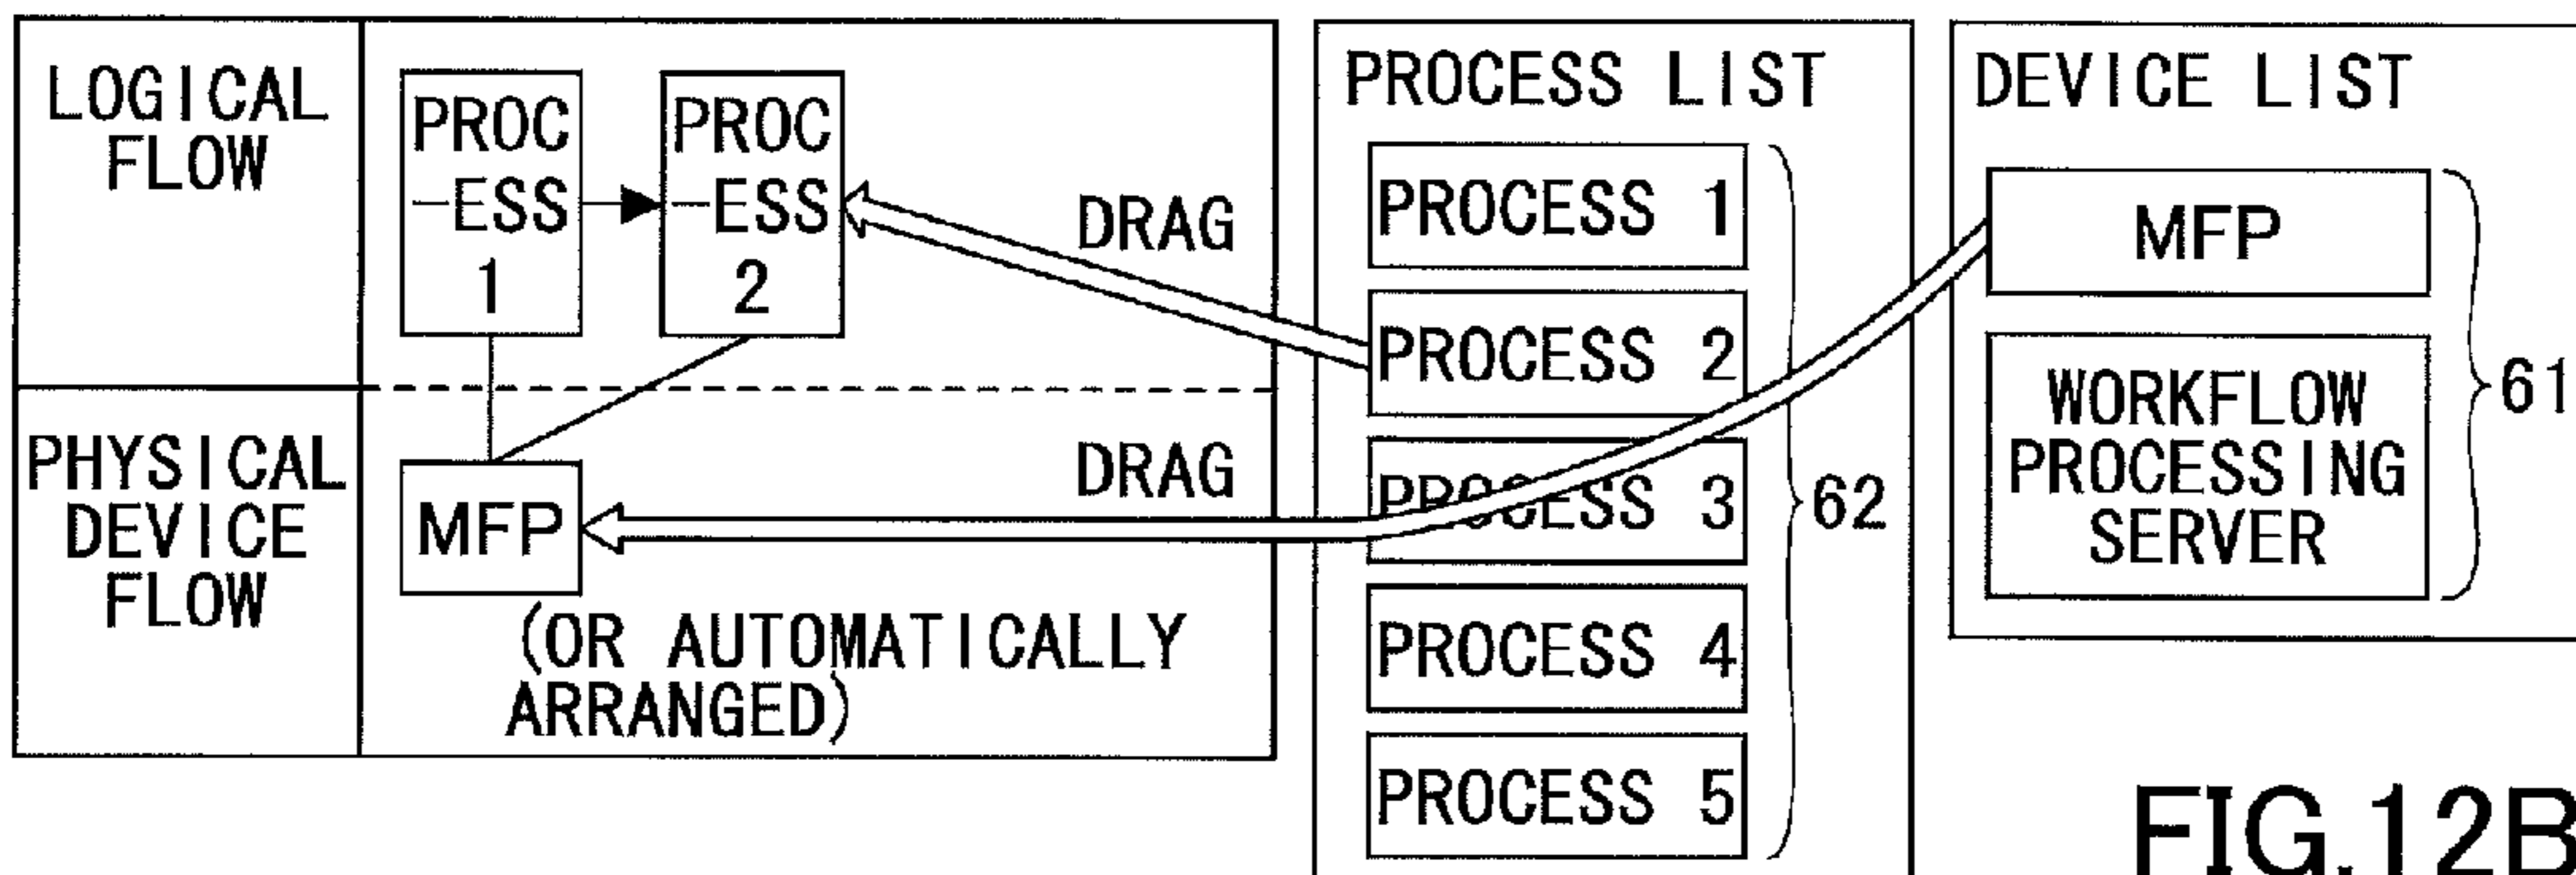 LOGICAL
FLOW
PROC
-ESS
1
PROC
-ESS
2
DRAG
PHYSICAL
DEVICE
FLOW
MFP
DRAG
(OR AUTOMATICALLY
ARRANGED)
PROCESS LIST
PROCESS 1
PROCESS 2
PROCESS 3
PROCESS 4
PROCESS 5
62
DEVICE LIST
MFP
WORKFLOW
PROCESSING
SERVER
61
FIG.12B